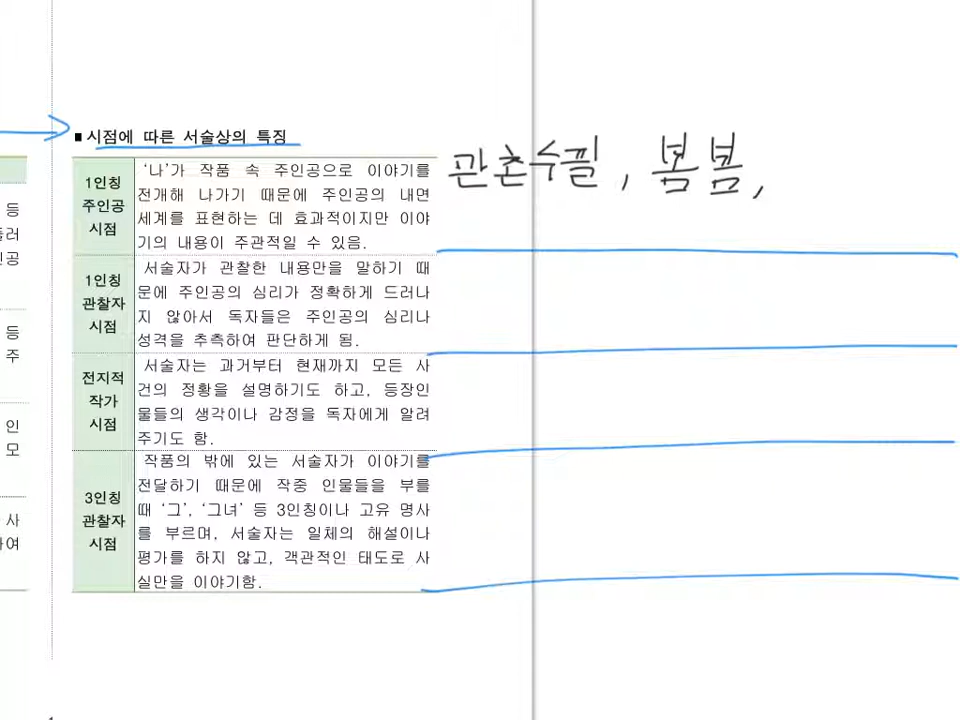 ■ 시점에 따른 서술상의 특징
관촌수필, 봄봄,
1인칭
주인공
시점
'나'가 작품 속 주인공으로 이야기를
전개해 나가기 때문에 주인공의 내면
세계를 표현하는 데 효과적이지만 이야
기의 내용이 주관적일 수 있음.
1인칭
관찰자
시점
서술자가 관찰한 내용만을 말하기 때
문에 주인공의 심리가 정확하게 드러나
지 않아서 독자들은 주인공의 심리나
성격을 추측하여 판단하게 됨.
전지적
작가
시점
서술자는 과거부터 현재까지 모든 사
건의 정황을 설명하기도 하고, 등장인
물들의 생각이나 감정을 독자에게 알려
주기도 함.
3인칭
관찰자
시점
작품의 밖에 있는 서술자가 이야기를
전달하기 때문에 작중 인물들을 부를
때 '그', '그녀' 등 3인칭이나 고유 명사
를 부르며, 서술자는 일체의 해설이나
평가를 하지 않고, 객관적인 태도로 사
실만을 이야기함.
등
인공
등
주
인
모
사
하여